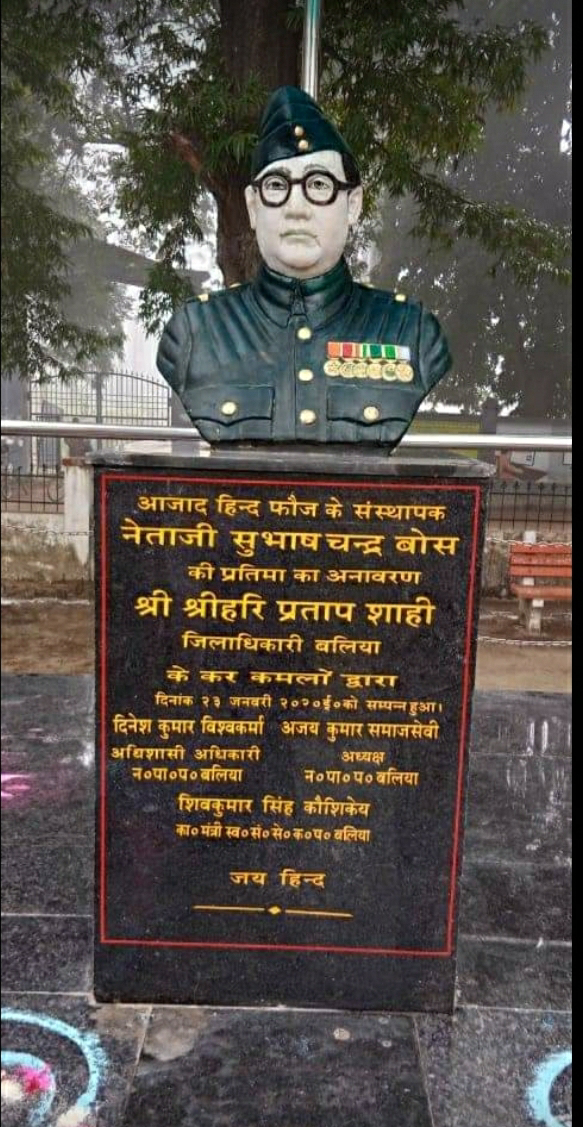 आजाद हिन्द फौज के संस्थापक
नेताजी सुभाष चन्द्र बोस
की प्रतिमा का अनावरण
श्री श्रीहरि प्रताप शाही
जिलाधिकारी बलिया
के कर कमलों द्वारा
दिनांक २३ जनवरी २०२०ई०को सम्पन्न हुआ।
दिनेश कुमार विश्वकर्मा अजय कुमार समाजसेवी
अधिशासी अधिकारी अध्यक्ष
न०पा०प०बलिया न०पा०प०बलिया
शिवकुमार सिंह कौशिकेय
का०मंत्री स्व०सं०से०क०प०बलिया
जय हिन्द